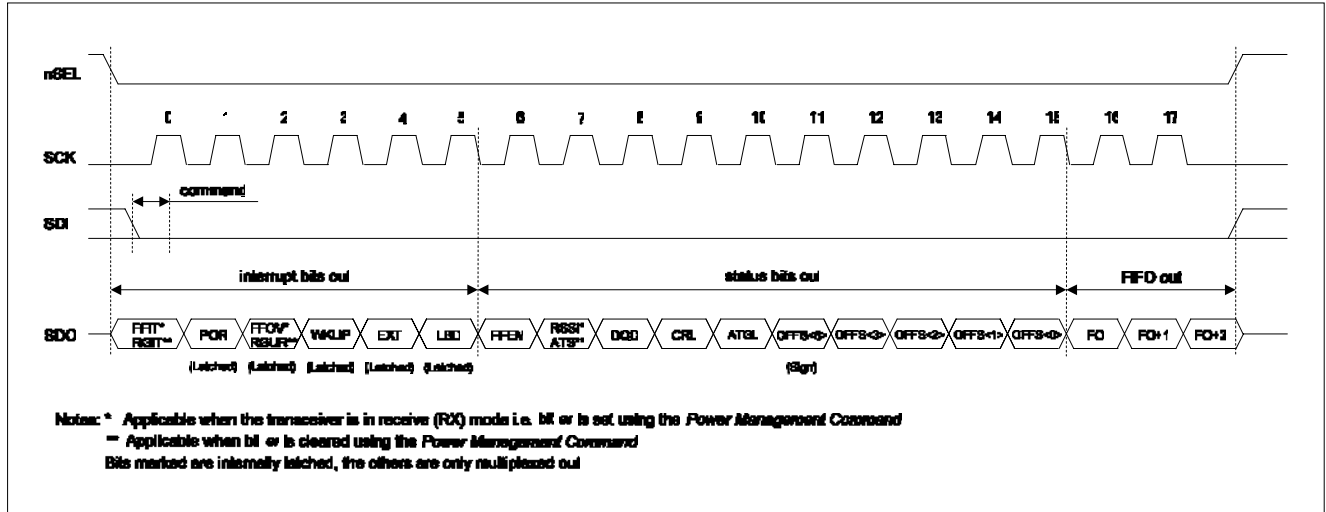 nSEL
0 1 2 3 4 5 6 7 8 9 10 11 12 13 14 15 16 17
SCK
command
SDI
interrupt bits out status bits out FIFO out
SDO
FFIT* RGIT** POR FFOV* RGUR** WKUP EXT LBD FFEM RSSI* ATS** DQD CRL ATGL OFFS<6> OFFS<3> OFFS<2> OFFS<1> OFFS<0> FO FO+1 FO+2
(Latched) (Latched) (Latched) (Latched) (Latched) (Sign)
Notes: * Applicable when the transceiver is in receive (RX) mode i.e. bit er is set using the Power Management Command
** Applicable when bit er is cleared using the Power Management Command
Bits marked are internally latched, the others are only multiplexed out